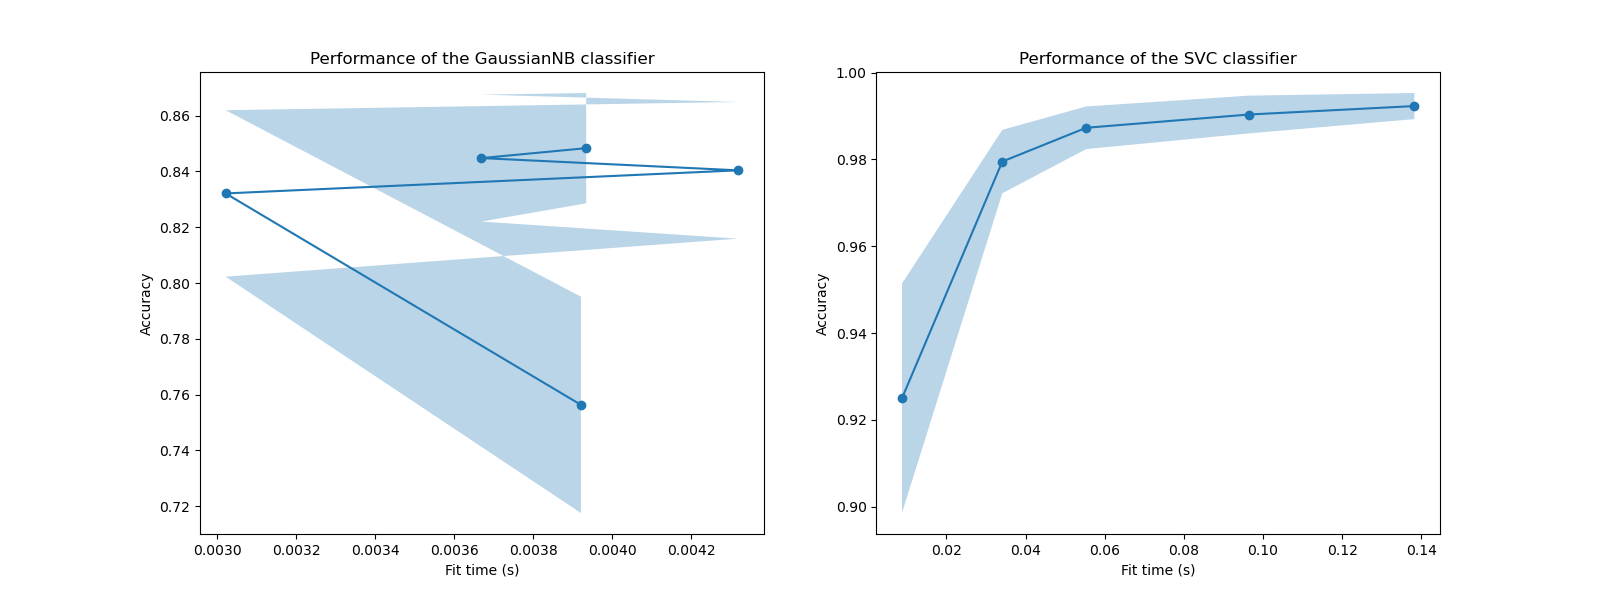 Performance of the GaussianNB classifier
Accuracy
0.86
0.84
0.82
0.80
0.78
0.76
0.74
0.72
0.0030 0.0032 0.0034 0.0036 0.0038 0.0040 0.0042
Fit time (s)
Performance of the SVC classifier
Accuracy
1.00
0.98
0.96
0.94
0.92
0.90
0.02 0.04 0.06 0.08 0.10 0.12 0.14
Fit time (s)